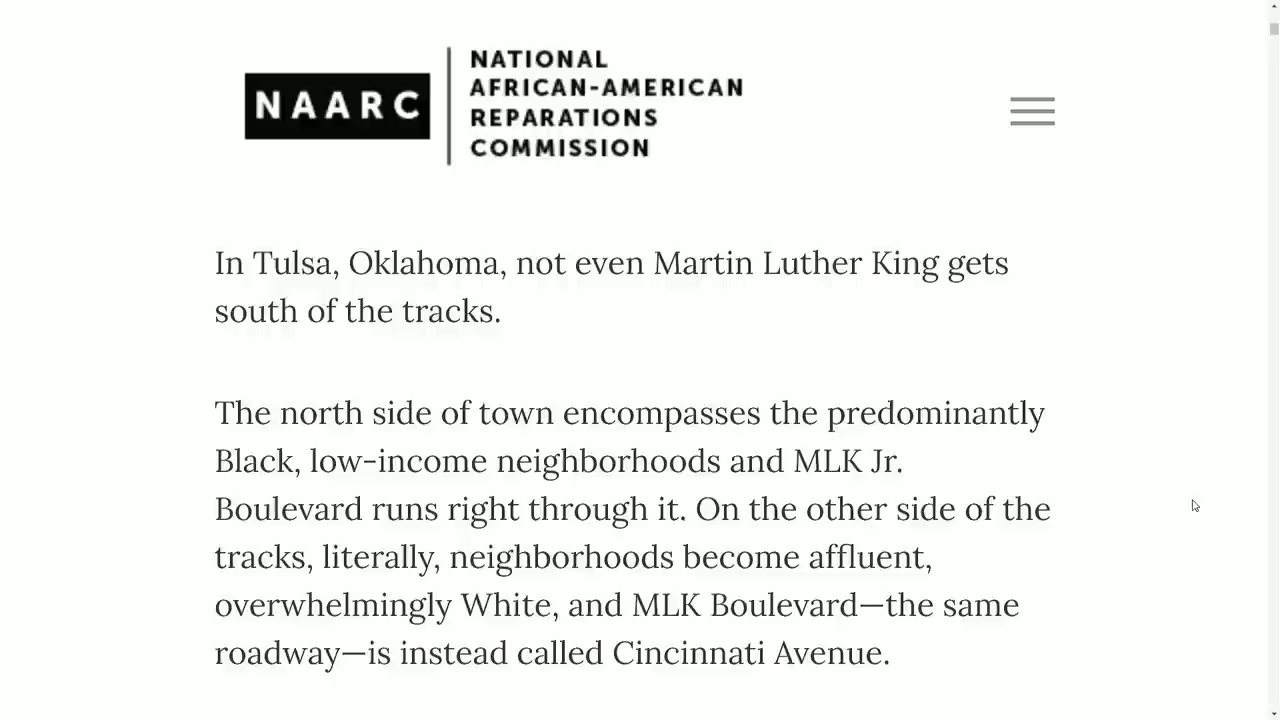 NAARC
NATIONAL
AFRICAN-AMERICAN
REPARATIONS
COMMISSION
In Tulsa, Oklahoma, not even Martin Luther King gets
south of the tracks.
The north side of town encompasses the predominantly
Black, low-income neighborhoods and MLK Jr.
Boulevard runs right through it. On the other side of the
tracks, literally, neighborhoods become affluent,
overwhelmingly White, and MLK Boulevard—the same
roadway—is instead called Cincinnati Avenue.